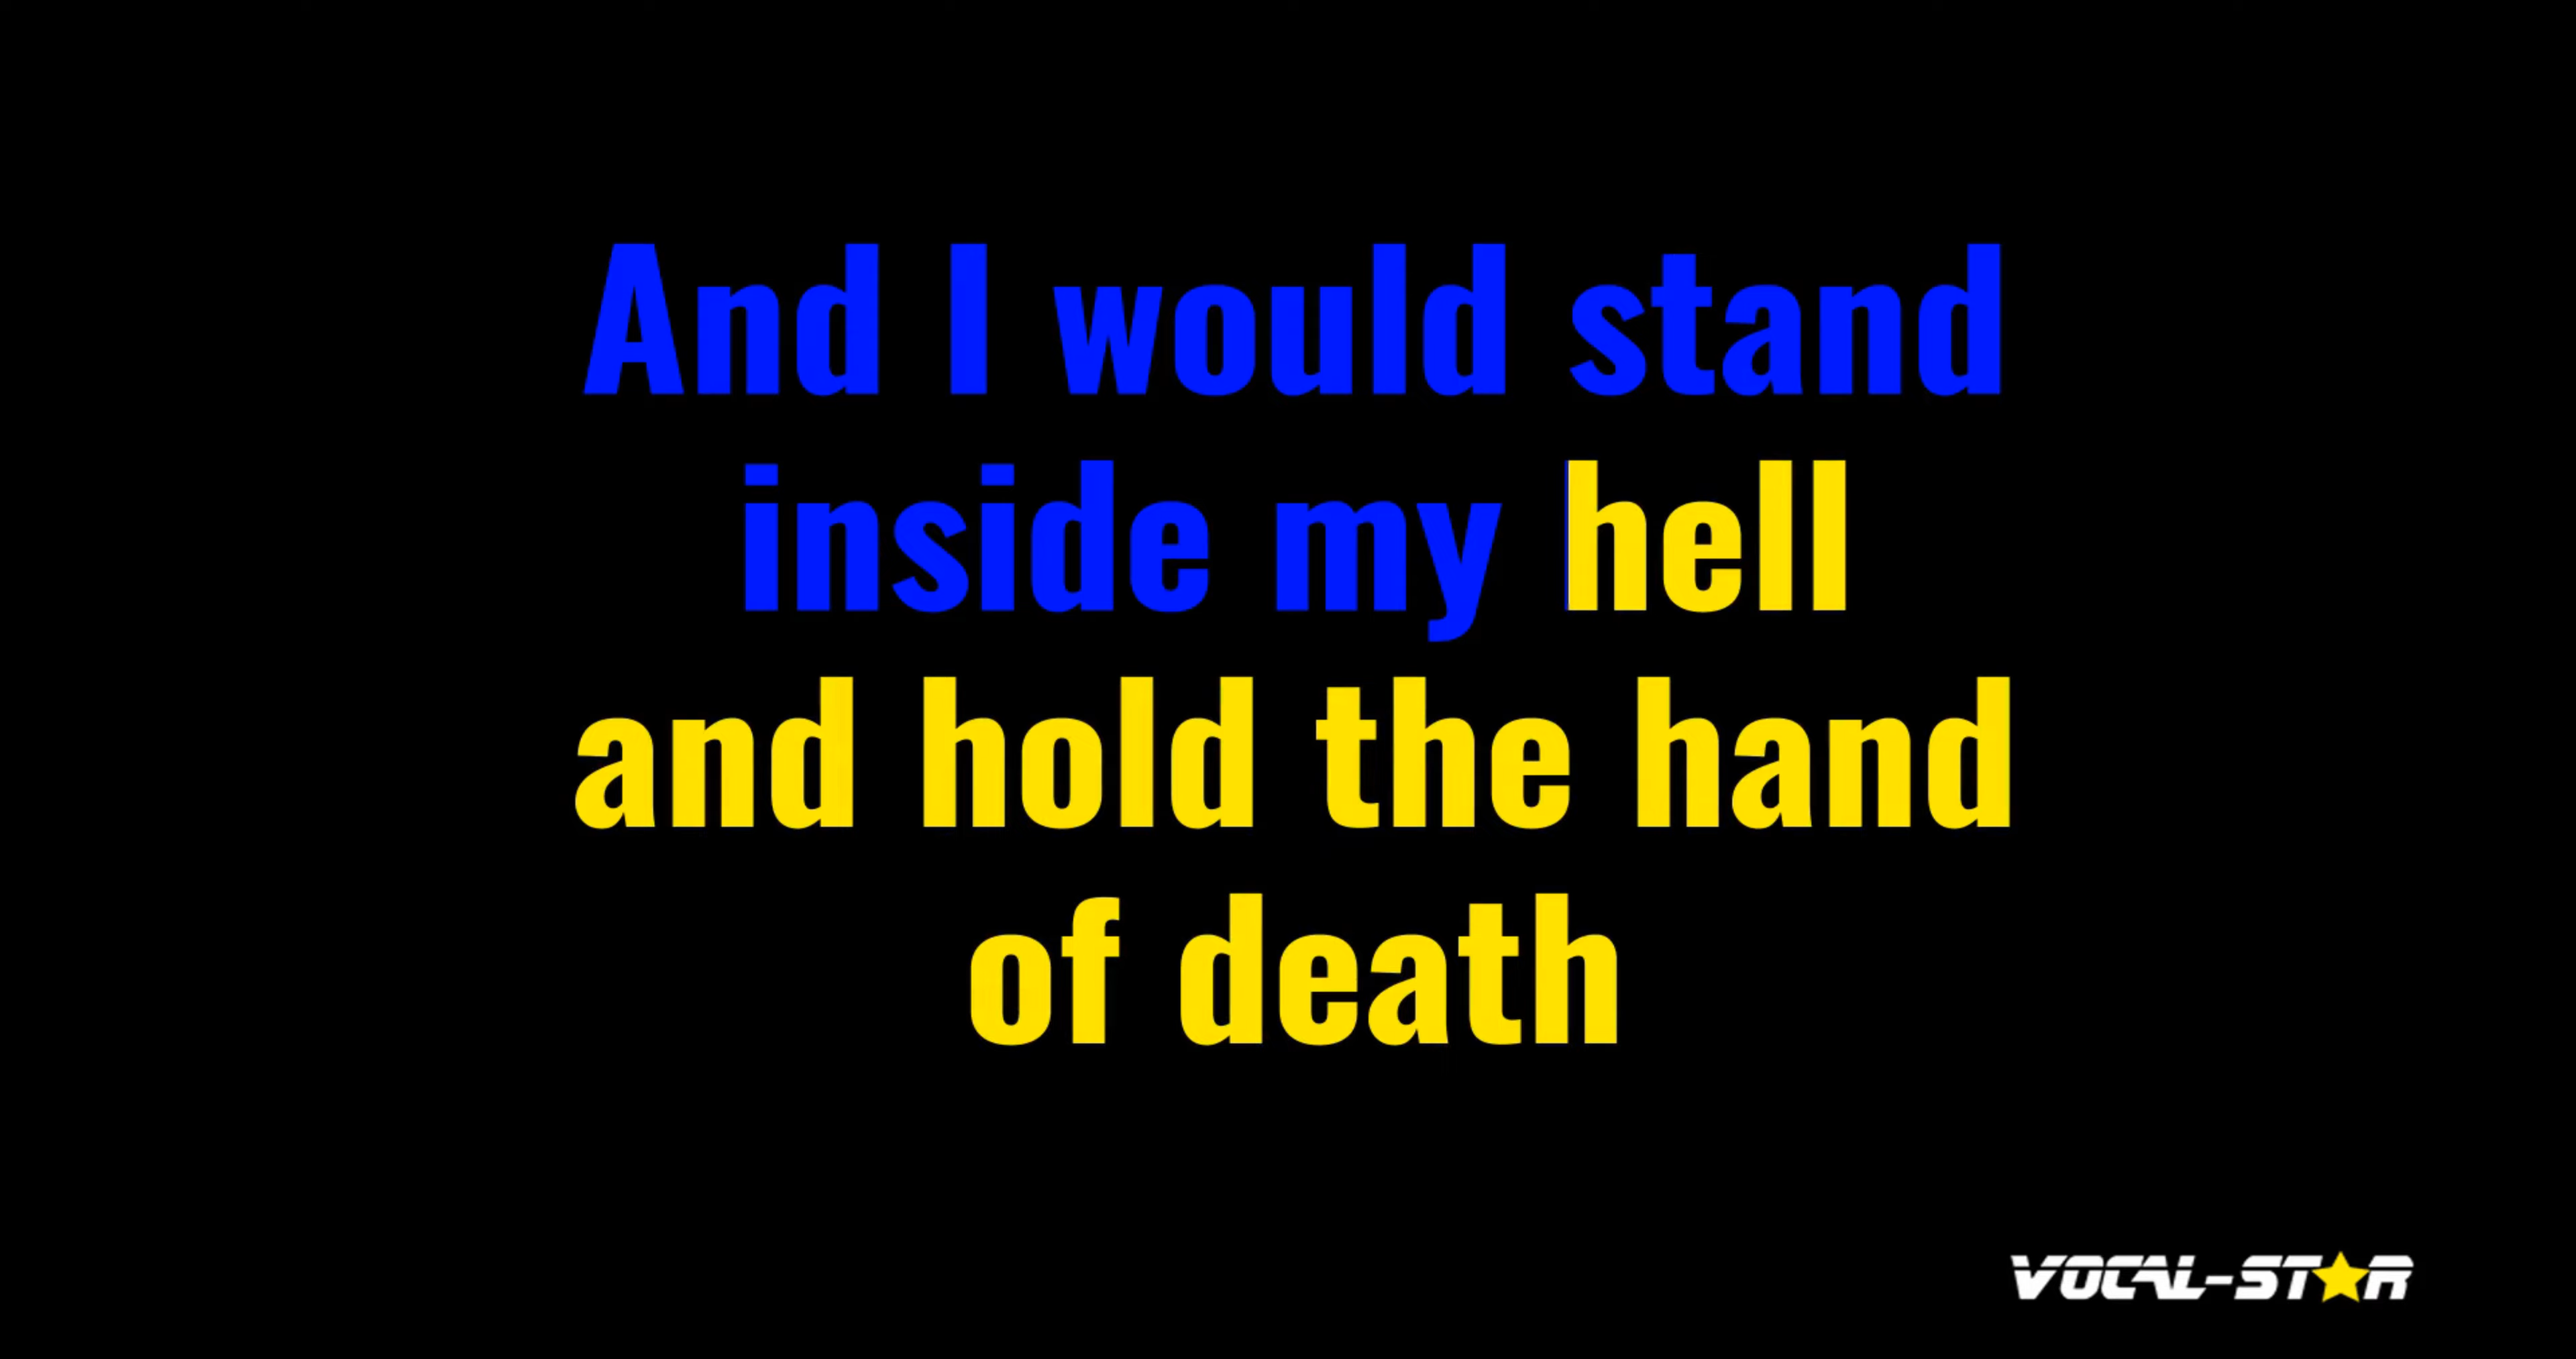 And I would stand
inside my hell
and hold the hand
of death
VOCAL-STAR